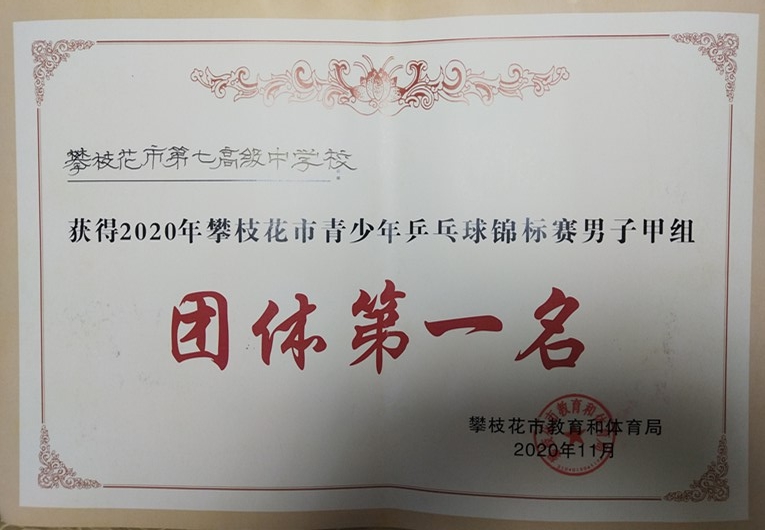 攀枝花市第七高级中学校：
获得2020年攀枝花市青少年乒乓球锦标赛男子甲组
团体第一名
攀枝花市教育和体育局
2020年11月